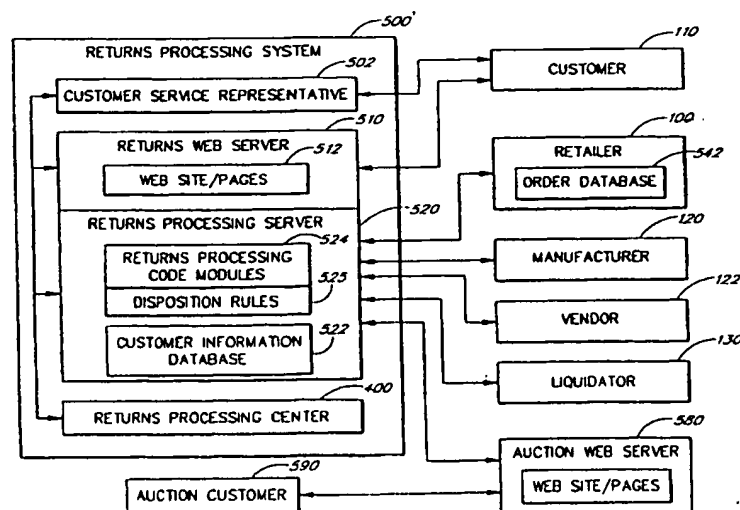 500'
RETURNS PROCESSING SYSTEM
502
CUSTOMER SERVICE REPRESENTATIVE
510
RETURNS WEB SERVER
512
WEB SITE/PAGES
520
RETURNS PROCESSING SERVER
524
RETURNS PROCESSING
CODE MODULES
525
DISPOSITION RULES
522
CUSTOMER INFORMATION
DATABASE
400
RETURNS PROCESSING CENTER
110
CUSTOMER
100
RETAILER
542
ORDER DATABASE
120
MANUFACTURER
122
VENDOR
130
LIQUIDATOR
580
AUCTION WEB SERVER
WEB SITE/PAGES
590
AUCTION CUSTOMER